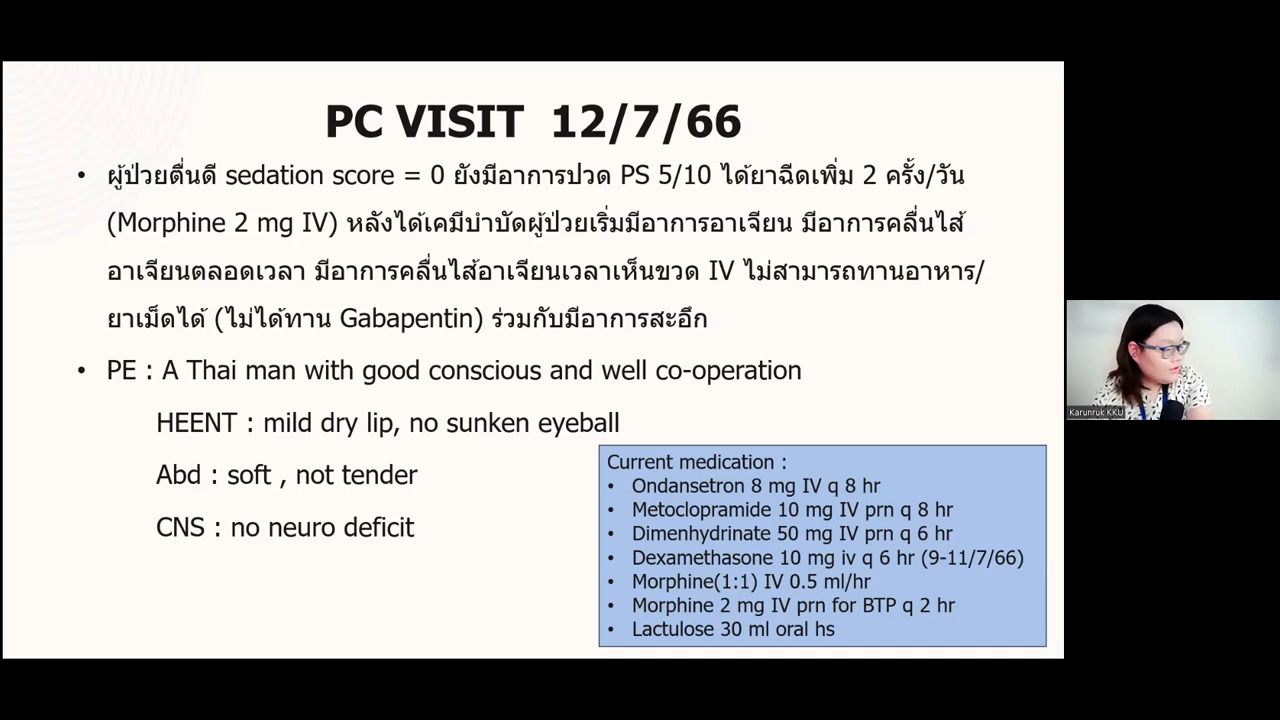 PC VISIT 12/7/66
• ผู้ป่วยตื่นดี sedation score = 0 ยังมีอาการปวด PS 5/10 ได้ยาฉีดเพิ่ม 2 ครั้ง/วัน
(Morphine 2 mg IV) หลังได้เคมีบำบัดผู้ป่วยเริ่มมีอาการอาเจียน มีอาการคลื่นไส้
อาเจียนตลอดเวลา มีอาการคลื่นไส้อาเจียนเวลาเห็นขวด IV ไม่สามารถทานอาหาร/
ยาเม็ดได้ (ไม่ได้ทาน Gabapentin) ร่วมกับมีอาการสะอึก
• PE : A Thai man with good conscious and well co-operation
HEENT : mild dry lip, no sunken eyeball
Abd : soft , not tender
CNS : no neuro deficit
Current medication :
• Ondansetron 8 mg IV q 8 hr
• Metoclopramide 10 mg IV prn q 8 hr
• Dimenhydrinate 50 mg IV prn q 6 hr
• Dexamethasone 10 mg iv q 6 hr (9-11/7/66)
• Morphine(1:1) IV 0.5 ml/hr
• Morphine 2 mg IV prn for BTP q 2 hr
• Lactulose 30 ml oral hs
Karunruk KKU